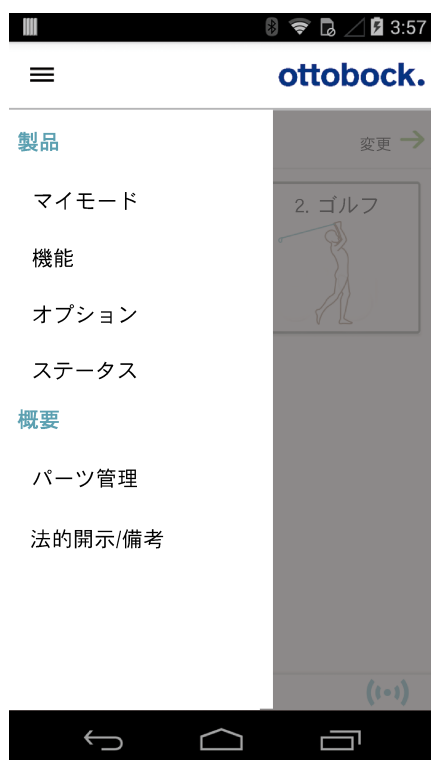 3:57
ottobock.
製品
変更
マイモード
2. ゴルフ
機能
オプション
ステータス
概要
パーツ管理
法的開示/備考